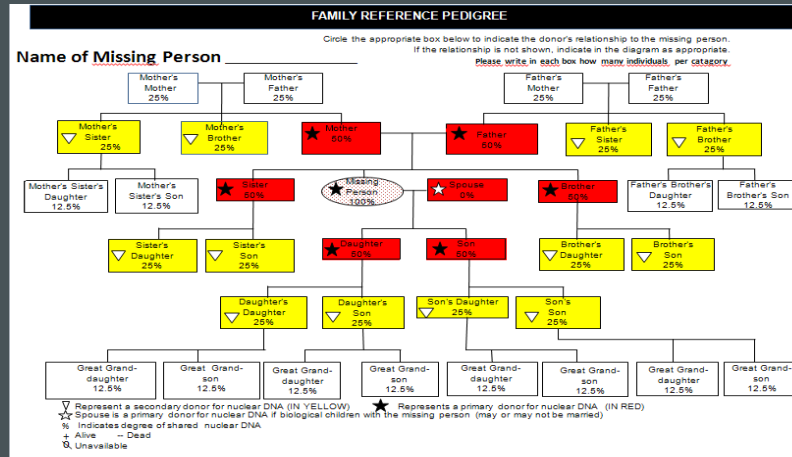 FAMILY REFERENCE PEDIGREE
Circle the appropriate box below to indicate the donor's relationship to the missing person.
If the relationship is not shown, indicate in the diagram as appropriate.
Name of Missing Person ________________
Please write in each box how many individuals per catagory
Mother's
Mother
25%
Mother's
Father
25%
Father's
Mother
25%
Father's
Father
25%
Mother's
Sister
25%
Mother's
Brother
25%
Mother
50%
Father
50%
Father's
Sister
25%
Father's
Brother
25%
Mother's Sister's
Daughter
12.5%
Mother's
Sister's Son
12.5%
Sister
50%
Missing
Person
100%
Spouse
0%
Brother
50%
Father's Brother's
Daughter
12.5%
Father's
Brother's Son
12.5%
Sister's
Daughter
25%
Sister's
Son
25%
Daughter
50%
Son
50%
Brother's
Daughter
25%
Brother's
Son
25%
Daughter's
Daughter
25%
Daughter's
Son
25%
Son's Daughter
25%
Son's
Son
25%
Great Grand-
daughter
12.5%
Great Grand-
son
12.5%
Great Grand-
daughter
12.5%
Great Grand-
son
12.5%
Great Grand-
daughter
12.5%
Great Grand-
son
12.5%
Great Grand-
daughter
12.5%
Great Grand-
son
12.5%
Represent a secondary donor for nuclear DNA (IN YELLOW)
Represents a primary donor for nuclear DNA (IN RED)
Spouse is a primary donor for nuclear DNA if biological children with the missing person (may or may not be married)
% Indicates degree of shared nuclear DNA
+ Alive -- Dead
Unavailable